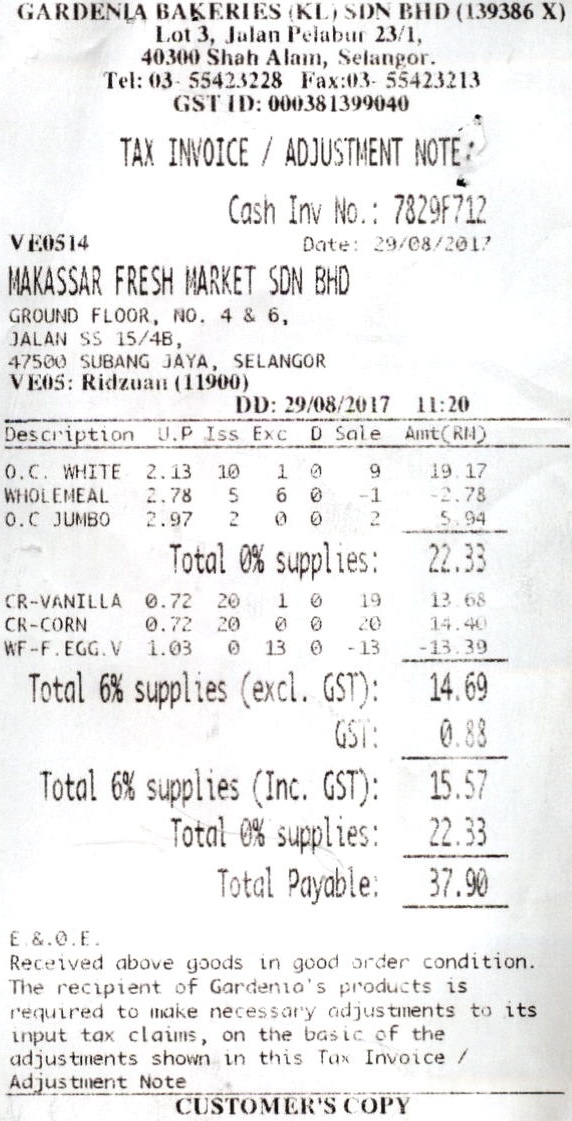 GARDENIA BAKERIES (KL) SDN BHD (139386 X)
Lot 3, Jalan Pelabur 23/1,
40300 Shah Alam, Selangor.
Tel: 03- 55423228 Fax:03- 55423213
GST ID: 000381399040
TAX INVOICE / ADJUSTMENT NOTE
Cash Inv No.: 7829F712
VE0514 Date: 29/08/2017
MAKASSAR FRESH MARKET SDN BHD
GROUND FLOOR, NO. 4 & 6,
JALAN SS 15/4B,
47500 SUBANG JAYA, SELANGOR
VE05: Ridzuan (11900)
DD: 29/08/2017 11:20
Description U.P Iss Exc D Sale Amt(RM)
O.C. WHITE 2.13 10 1 0 9 19.17
WHOLEMEAL 2.78 5 6 0 -1 -2.78
O.C JUMBO 2.97 2 0 0 2 5.94
Total 0% supplies: 22.33
CR-VANILLA 0.72 20 1 0 19 13.68
CR-CORN 0.72 20 0 0 20 14.40
WF-F.EGG.V 1.03 0 13 0 -13 -13.39
Total 6% supplies (excl. GST): 14.69
GST: 0.88
Total 6% supplies (Inc. GST): 15.57
Total 0% supplies: 22.33
Total Payable: 37.90
E.&.O.E.
Received above goods in good order condition.
The recipient of Gardenia's products is
required to make necessary adjustments to its
input tax claims, on the basic of the
adjustments shown in this Tax Invoice /
Adjustment Note
CUSTOMER'S COPY